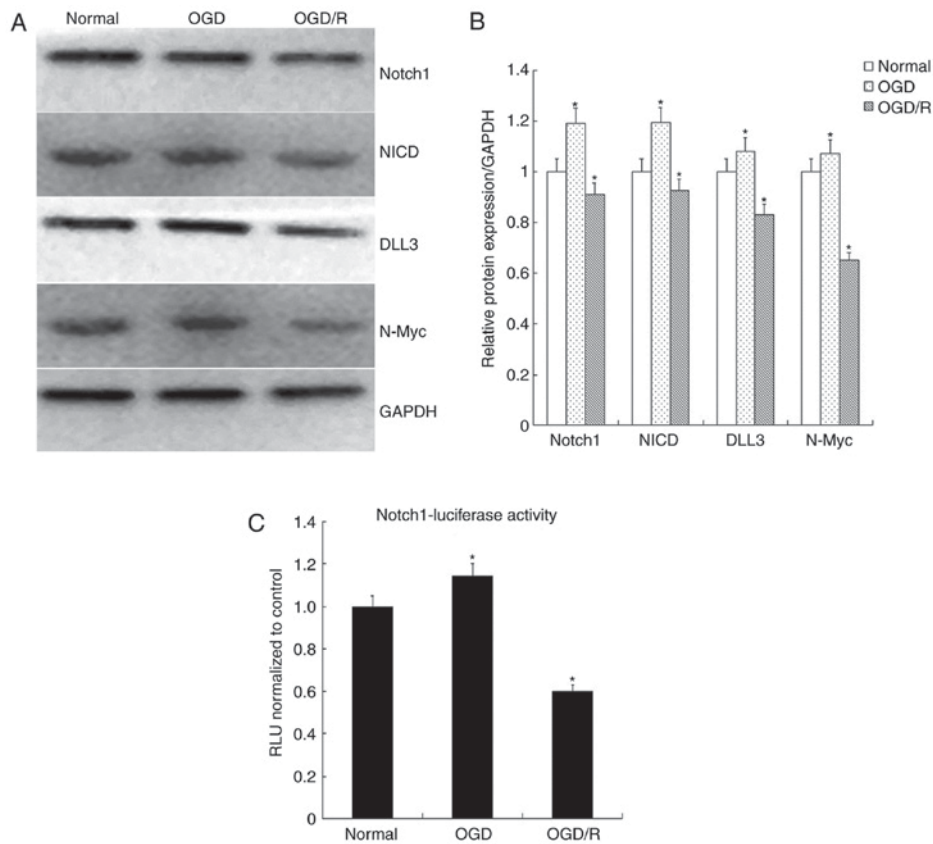 A
Normal OGD OGD/R
Notch1
NICD
DLL3
N-Myc
GAPDH
B
Normal
OGD
OGD/R
Relative protein expression/GAPDH
1.4
1.2
1
0.8
0.6
0.4
0.2
0
* * * * * * * *
Notch1 NICD DLL3 N-Myc
C
Notch1-luciferase activity
RLU normalized to control
1.4
1.2
1.0
0.8
0.6
0.4
0.2
0
* *
Normal OGD OGD/R